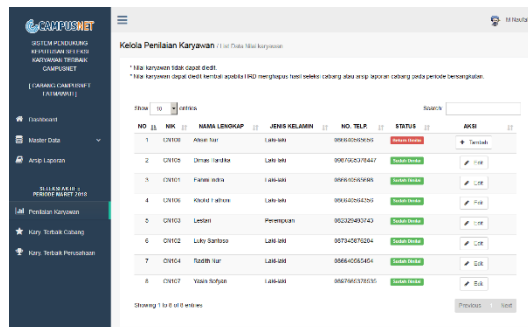 CAMPUSNET
SISTEM PENDUKUNG
KEPUTUSAN SELEKSI
KARYAWAN TERBAIK
CAMPUSNET
[ CABANG CAMPUSNET
FATMAWATI ]
Dashboard
Master Data
Arsip Laporan
PERIODE MARET 2018
Penilaian Karyawan
Kary. Terbaik Cabang
Kary. Terbaik Perusahaan
Kelola Penilaian Karyawan / List Data Nilai karyawan
* Nilai karyawan tidak dapat diedit.
* Nilai karyawan dapat diedit kembali apabila HRD menghapus hasil seleksi cabang atau arsip laporan cabang pada periode bersangkutan.
Show 10 entries
Search:
NO NIK NAMA LENGKAP JENIS KELAMIN NO. TELP. STATUS AKSI
1 CN108 Nur Laki-laki Belum Dinilai + Tambah
2 CN105 Dimas Hardika Laki-laki Sudah Dinilai Edit
3 CN101 Fahmi Indra Laki-laki Sudah Dinilai Edit
4 CN106 Kholid Fathoni Laki-laki Sudah Dinilai Edit
5 CN103 Lestari Perempuan Sudah Dinilai Edit
6 CN102 Luky Santoso Laki-laki Sudah Dinilai Edit
7 CN104 Radith Nur Laki-laki Sudah Dinilai Edit
8 CN107 Yasin Sofyan Laki-laki Sudah Dinilai Edit
Showing 1 to 8 of 8 entries
Previous 1 Next